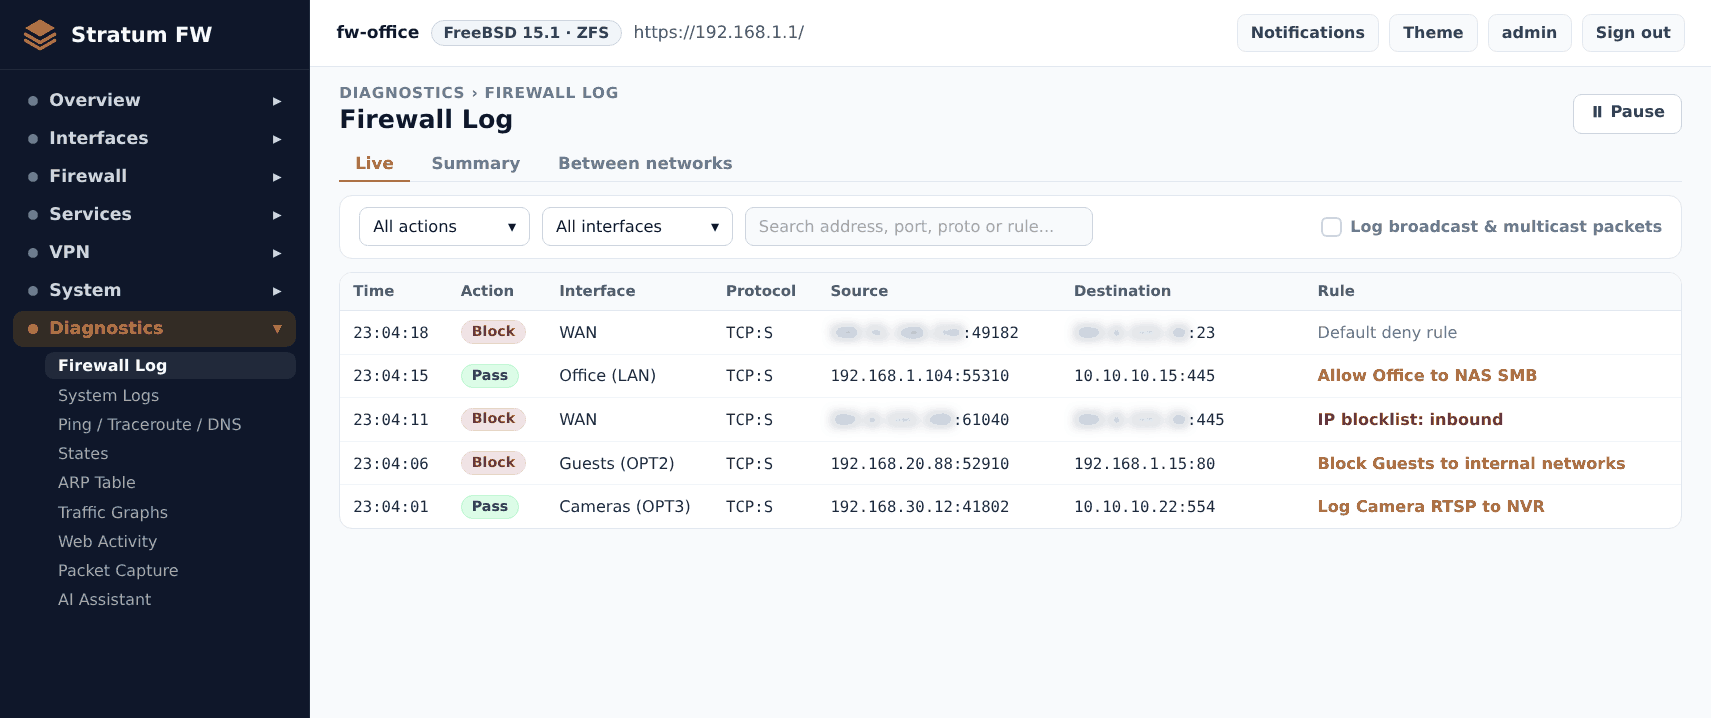 Stratum FW
fw-office FreeBSD 15.1 · ZFS https://192.168.1.1/ Notifications Theme admin Sign out
Overview
Interfaces
Firewall
Services
VPN
System
Diagnostics
Firewall Log
System Logs
Ping / Traceroute / DNS
States
ARP Table
Traffic Graphs
Web Activity
Packet Capture
AI Assistant
DIAGNOSTICS › FIREWALL LOG
Firewall Log
Pause
Live Summary Between networks
All actions All interfaces Search address, port, proto or rule... Log broadcast & multicast packets
Time Action Interface Protocol Source Destination Rule
23:04:18 Block WAN TCP:S :49182 :23 Default deny rule
23:04:15 Pass Office (LAN) TCP:S 192.168.1.104:55310 10.10.10.15:445 Allow Office to NAS SMB
23:04:11 Block WAN TCP:S :61040 :445 IP blocklist: inbound
23:04:06 Block Guests (OPT2) TCP:S 192.168.20.88:52910 192.168.1.15:80 Block Guests to internal networks
23:04:01 Pass Cameras (OPT3) TCP:S 192.168.30.12:41802 10.10.10.22:554 Log Camera RTSP to NVR